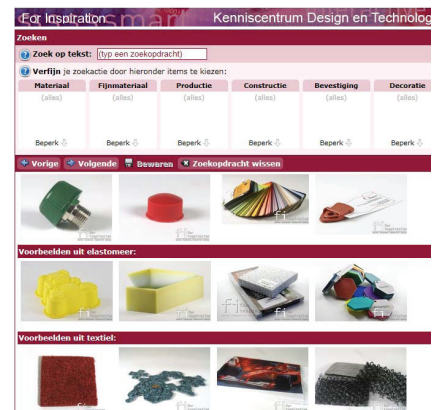 For Inspiration
smart
Kenniscentrum Design en Technolog
Zoeken
Zoek op tekst: (typ een zoekopdracht)
Verfijn je zoekactie door hieronder items te kiezen:
Materiaal Fijnmateriaal Productie Constructie Bevestiging Decoratie
(alles) (alles) (alles) (alles) (alles) (alles)
Beperk Beperk Beperk Beperk Beperk Beperk
Vorige Volgende Bewaren Zoekopdracht wissen
Voorbeelden uit elastomeer:
Voorbeelden uit textiel: